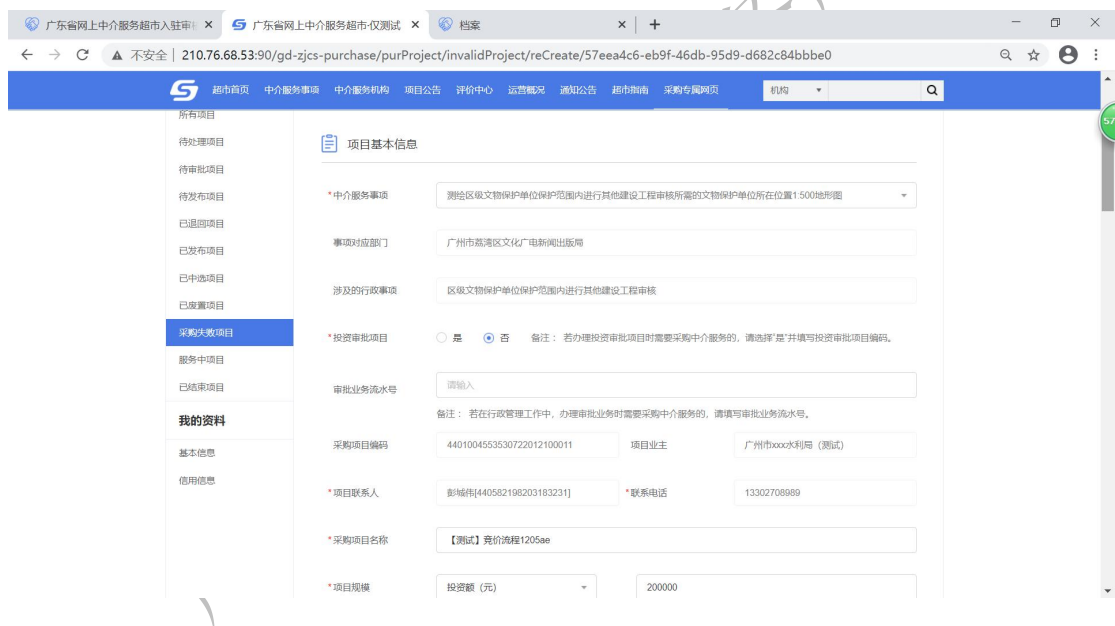 广东省网上中介服务超市入驻审核
广东省网上中介服务超市-仅测试
档案
不安全 210.76.68.53:90/gd-zjcs-purchase/purProject/invalidProject/reCreate/57eea4c6-eb9f-46db-95d9-d682c84bbbe0
超市首页 中介服务事项 中介服务机构 项目公告 评价中心 运营概况 通知公告 超市指南 采购专属网页 机构
57
所有项目
待处理项目
待审批项目
待发布项目
已退回项目
已发布项目
已中选项目
已废置项目
采购失败项目
服务中项目
已结束项目
我的资料
基本信息
信用信息
项目基本信息
*中介服务事项 测绘区级文物保护单位保护范围内进行其他建设工程审核所需的文物保护单位所在位置1:500地形图
事项对应部门 广州市荔湾区文化广电新闻出版局
涉及的行政事项 区级文物保护单位保护范围内进行其他建设工程审核
*投资审批项目 是 否 备注： 若办理投资审批项目时需要采购中介服务的，请选择"是"并填写投资审批项目编码。
审批业务流水号 请输入
备注： 若在行政管理工作中，办理审批业务时需要采购中介服务的，请填写审批业务流水号。
采购项目编码 4401004553530722012100011 项目业主 广州市xxx水利局（测试）
*项目联系人 彭城伟[440582198203183231] *联系电话 13302708989
*采购项目名称 【测试】竞价流程1205ae
*项目规模 投资额（元） 200000